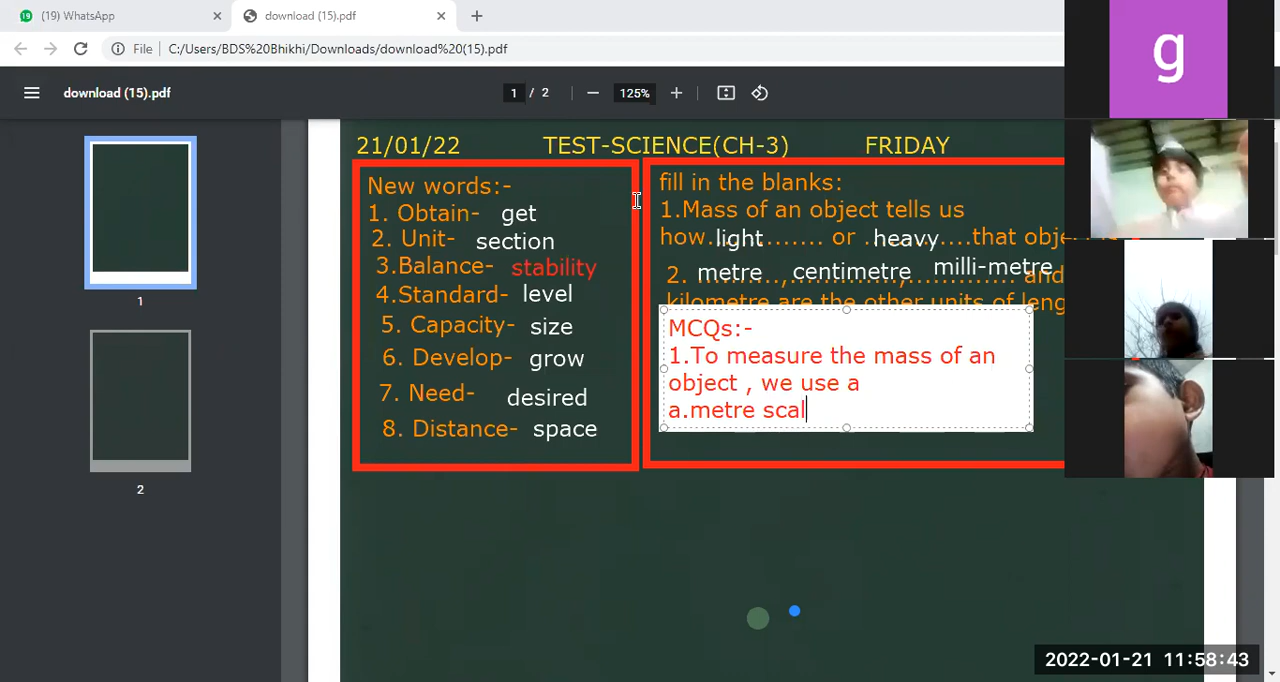 (19) WhatsApp
download (15).pdf
File
C:/Users/BDS%20Bhikhi/Downloads/download%20(15).pdf
download (15).pdf
1 / 2
125%
1
2
21/01/22 TEST-SCIENCE(CH-3) FRIDAY
New words:-
1. Obtain- get
2. Unit- section
3.Balance- stability
4.Standard- level
5. Capacity- size
6. Develop- grow
7. Need- desired
8. Distance- space
fill in the blanks:
1.Mass of an object tells us
how..light............ or ..heavy............that obje
2. metre........,centimetre.............,milli-metre............ and
kilometre are the other units of leng
MCQs:-
1.To measure the mass of an
object , we use a
a.metre scal
g
2022-01-21 11:58:43